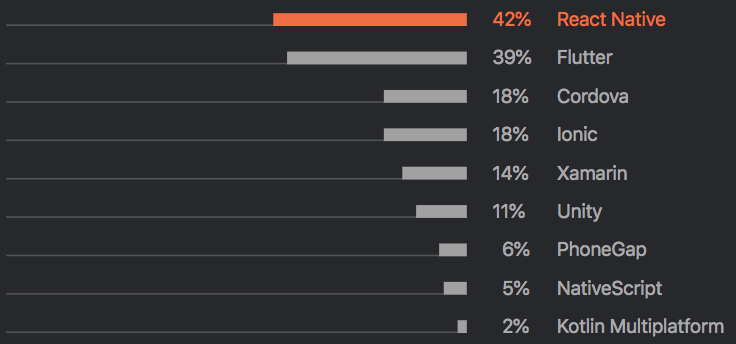 42% React Native
39% Flutter
18% Cordova
18% Ionic
14% Xamarin
11% Unity
6% PhoneGap
5% NativeScript
2% Kotlin Multiplatform